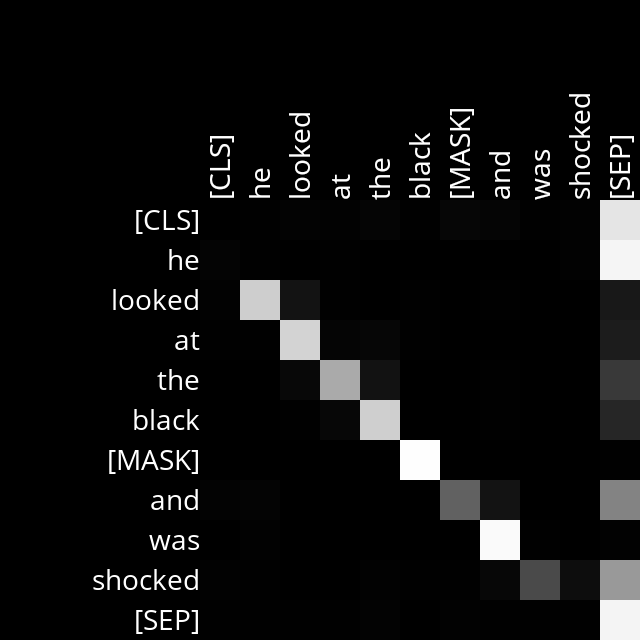 [CLS] he looked at the black [MASK] and was shocked [SEP]
[CLS]
he
looked
at
the
black
[MASK]
and
was
shocked
[SEP]